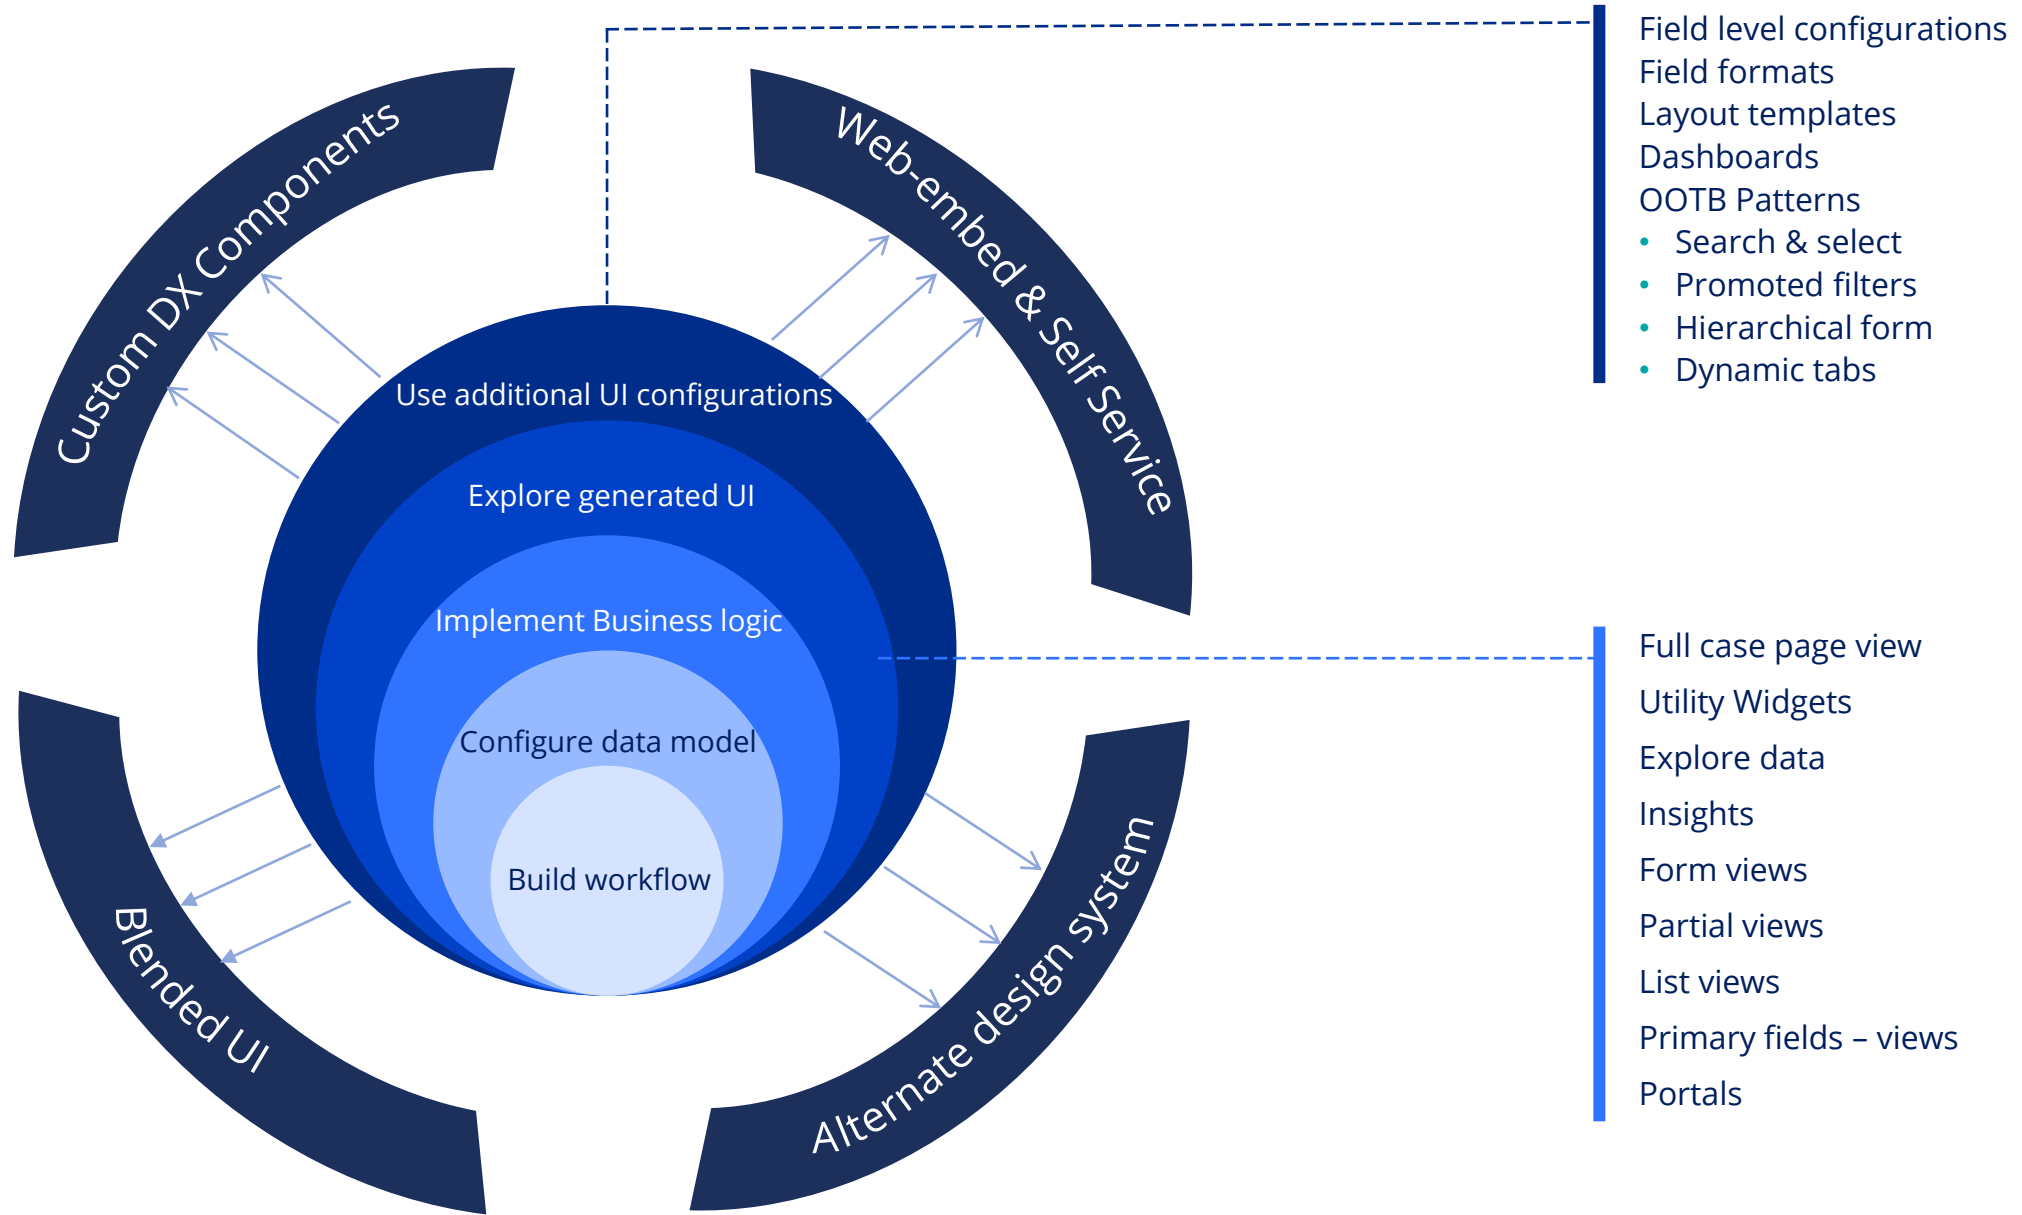 Custom DX Components
Web-embed & Self Service
Use additional UI configurations
Explore generated UI
Implement Business logic
Configure data model
Build workflow
Blended UI
Alternate design system
Field level configurations
Field formats
Layout templates
Dashboards
OOTB Patterns
• Search & select
• Promoted filters
• Hierarchical form
• Dynamic tabs
Full case page view
Utility Widgets
Explore data
Insights
Form views
Partial views
List views
Primary fields – views
Portals